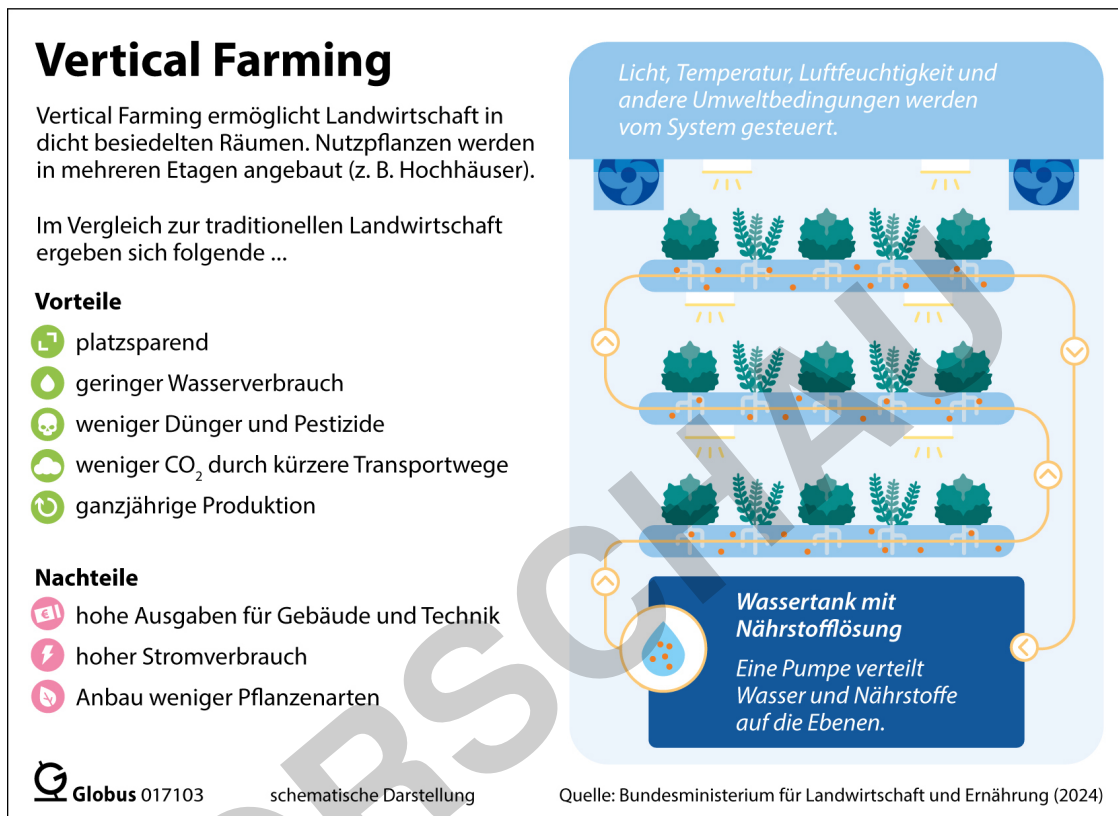 Vertical Farming
Vertical Farming ermöglicht Landwirtschaft in
dicht besiedelten Räumen. Nutzpflanzen werden
in mehreren Etagen angebaut (z. B. Hochhäuser).
Im Vergleich zur traditionellen Landwirtschaft
ergeben sich folgende ...
Vorteile
platzsparend
geringer Wasserverbrauch
weniger Dünger und Pestizide
weniger CO₂ durch kürzere Transportwege
ganzjährige Produktion
Nachteile
hohe Ausgaben für Gebäude und Technik
hoher Stromverbrauch
Anbau weniger Pflanzenarten
Licht, Temperatur, Luftfeuchtigkeit und
andere Umweltbedingungen werden
vom System gesteuert.
Wassertank mit
Nährstofflösung
Eine Pumpe verteilt
Wasser und Nährstoffe
auf die Ebenen.
Globus 017103
schematische Darstellung
Quelle: Bundesministerium für Landwirtschaft und Ernährung (2024)
ORSCHAU